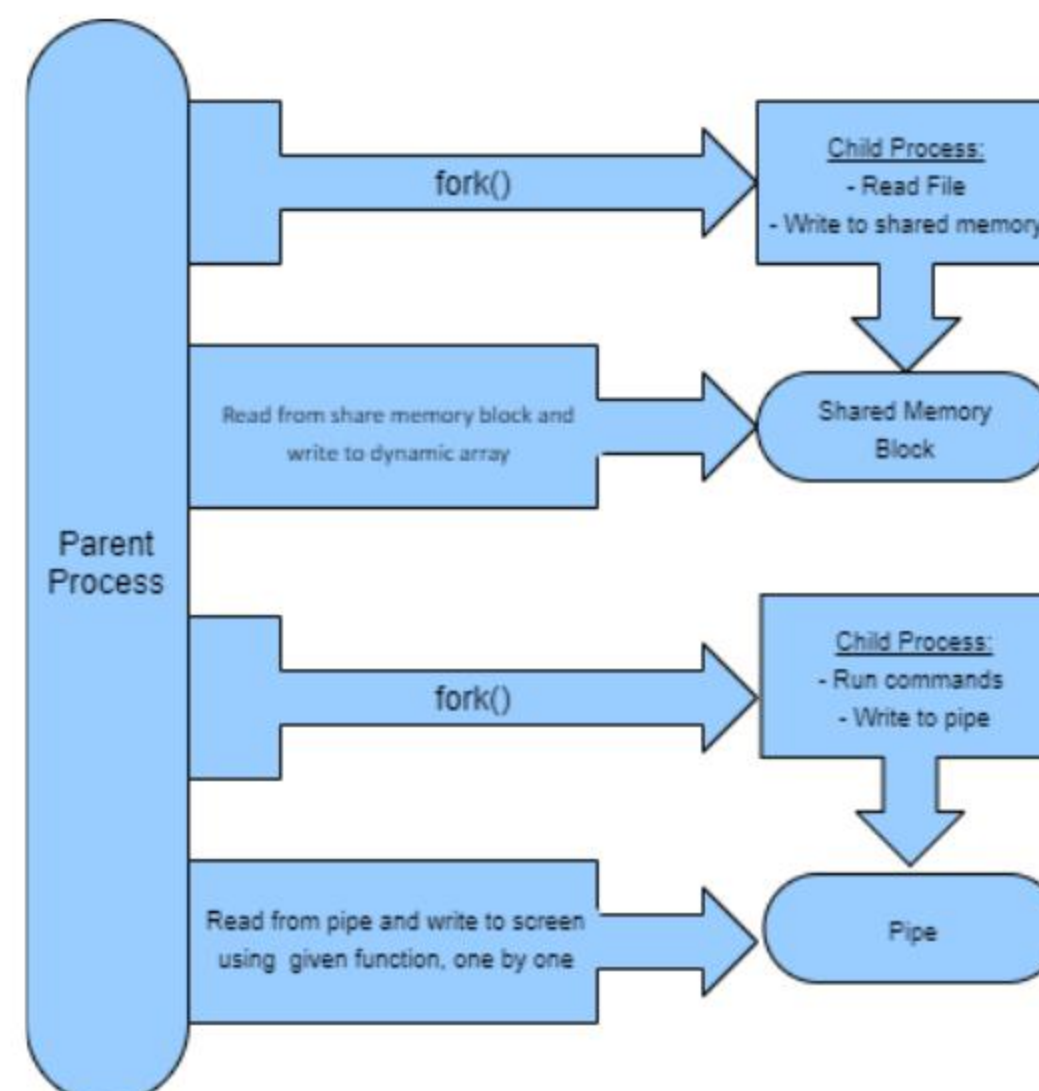 fork()
Child Process:
- Read File
- Write to shared memory
Read from share memory block and
write to dynamic array
Shared Memory
Block
Parent
Process
fork()
Child Process:
- Run commands
- Write to pipe
Read from pipe and write to screen
using given function, one by one
Pipe